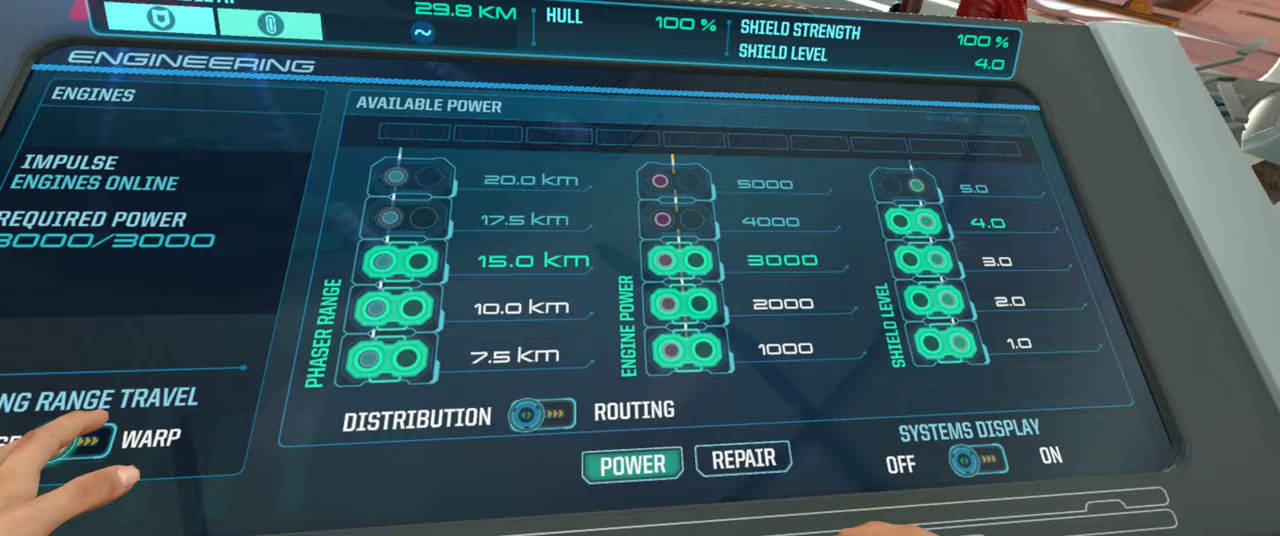 29.8 KM
HULL 100 %
SHIELD STRENGTH 100 %
SHIELD LEVEL 4.0
ENGINEERING
ENGINES
IMPULSE
ENGINES ONLINE
REQUIRED POWER
3000/3000
WARP
AVAILABLE POWER
PHASER RANGE
20.0 km
17.5 km
15.0 km
10.0 km
7.5 km
ENGINE POWER
5000
4000
3000
2000
1000
SHIELD LEVEL
5.0
4.0
3.0
2.0
1.0
DISTRIBUTION ROUTING
POWER REPAIR
SYSTEMS DISPLAY
OFF ON
NG RANGE TRAVEL